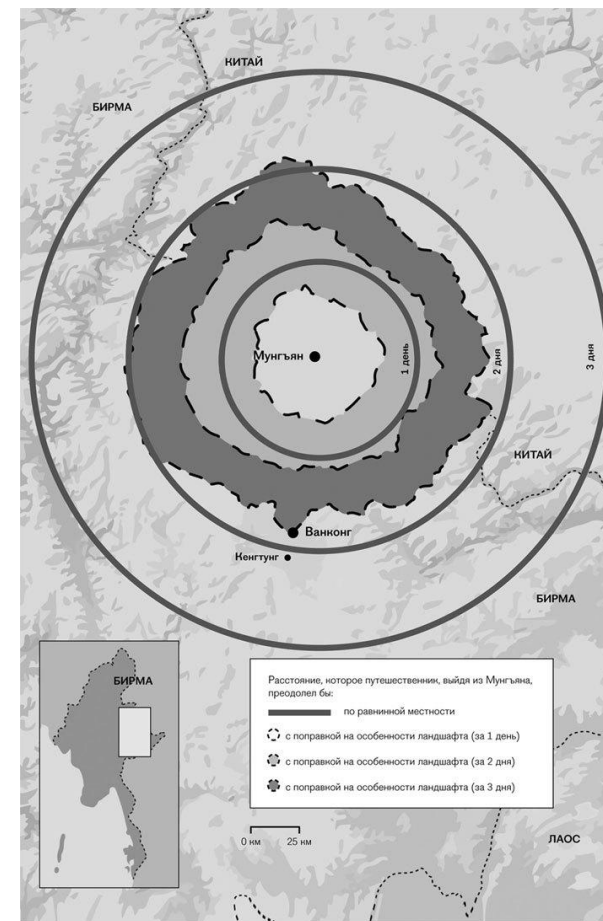 КИТАЙ
БИРМА
Мунгъян
1 день
2 дня
3 дня
КИТАЙ
Ванконг
Кенгтунг
БИРМА
БИРМА
Расстояние, которое путешественник, выйдя из Мунгъяна,
преодолел бы:
по равнинной местности
с поправкой на особенности ландшафта (за 1 день)
с поправкой на особенности ландшафта (за 2 дня)
с поправкой на особенности ландшафта (за 3 дня)
0 км 25 км
ЛАОС